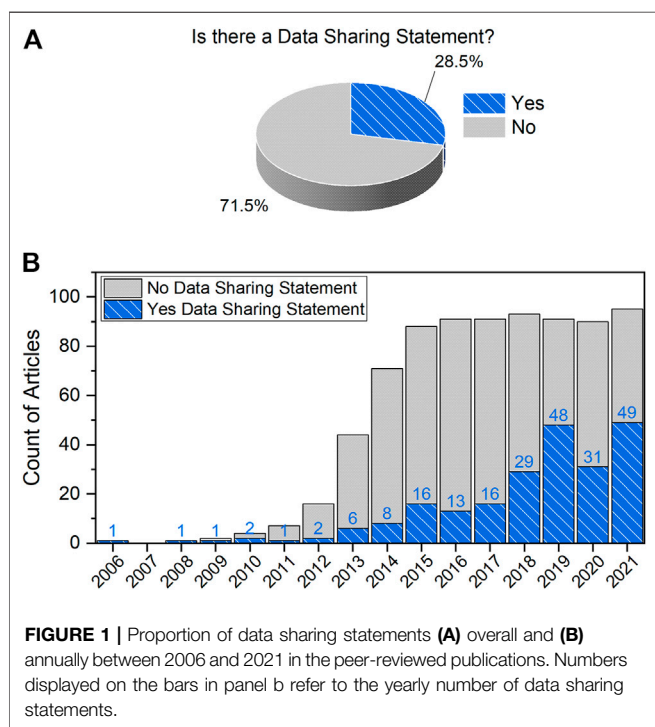 A
Is there a Data Sharing Statement?
28.5%
Yes
No
71.5%
B
No Data Sharing Statement
Yes Data Sharing Statement
Count of Articles
100
80
60
40
20
0
1 1 1 2 1 2 6 8 16 13 16 29 48 31 49
2006 2007 2008 2009 2010 2011 2012 2013 2014 2015 2016 2017 2018 2019 2020 2021
FIGURE 1 | Proportion of data sharing statements (A) overall and (B)
annually between 2006 and 2021 in the peer-reviewed publications. Numbers
displayed on the bars in panel b refer to the yearly number of data sharing
statements.